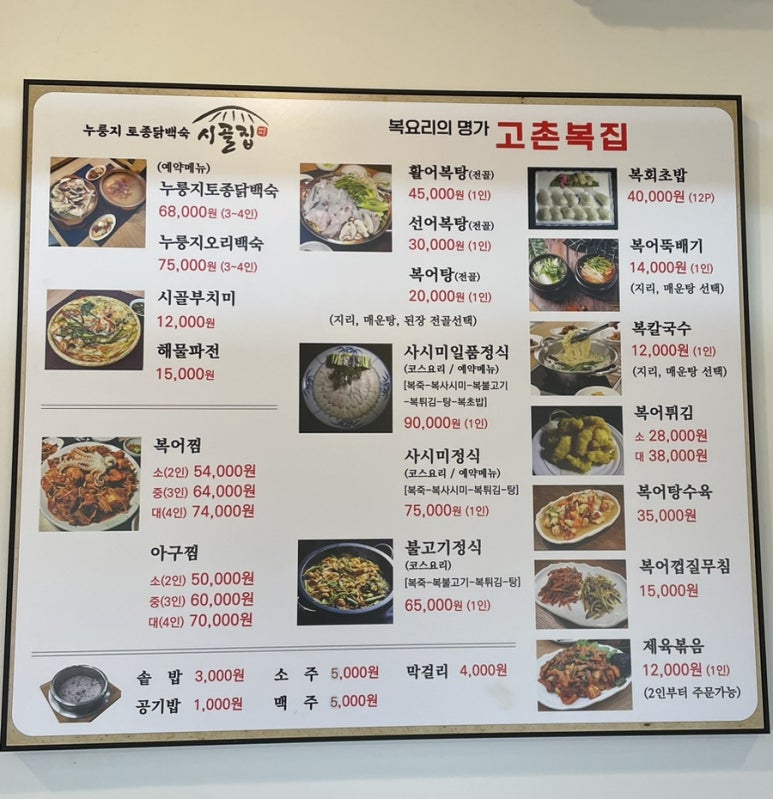 누룽지 토종닭백숙 시골집
(예약메뉴)
누룽지토종닭백숙
68,000원 (3~4인)
누룽지오리백숙
75,000원 (3~4인)
시골부치미
12,000원
해물파전
15,000원
복어찜
소(2인) 54,000원
중(3인) 64,000원
대(4인) 74,000원
아구찜
소(2인) 50,000원
중(3인) 60,000원
대(4인) 70,000원
복요리의 명가 고촌복집
활어복탕(전골)
45,000원 (1인)
선어복탕(전골)
30,000원 (1인)
복어탕(전골)
20,000원 (1인)
(지리, 매운탕, 된장 전골선택)
사시미일품정식
(코스요리 / 예약메뉴)
[복죽-복사시미-복불고기
-복튀김-탕-복초밥]
90,000원 (1인)
사시미정식
(코스요리 / 예약메뉴)
[복죽-복사시미-복튀김-탕]
75,000원 (1인)
불고기정식
(코스요리)
[복죽-복불고기-복튀김-탕]
65,000원 (1인)
복회초밥
40,000원 (12P)
복어뚝배기
14,000원 (1인)
(지리, 매운탕 선택)
복칼국수
12,000원 (1인)
(지리, 매운탕 선택)
복어튀김
소 28,000원
대 38,000원
복어탕수육
35,000원
복어껍질무침
15,000원
제육볶음
12,000원 (1인)
(2인부터 주문가능)
솥 밥 3,000원 소 주 5,000원 막걸리 4,000원
공기밥 1,000원 맥 주 5,000원